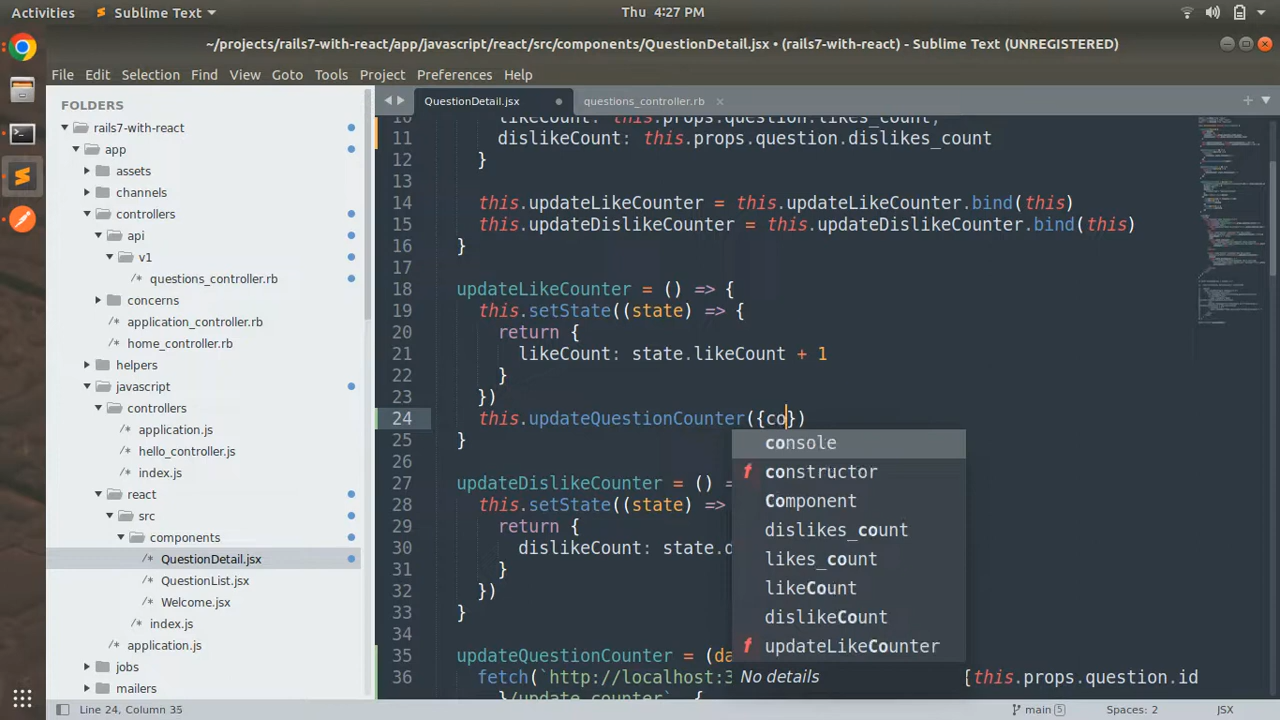 Activities Sublime Text Thu 4:27 PM
~/projects/rails7-with-react/app/javascript/react/src/components/QuestionDetail.jsx • (rails7-with-react) - Sublime Text (UNREGISTERED)
File Edit Selection Find View Goto Tools Project Preferences Help
FOLDERS
rails7-with-react
app
assets
channels
controllers
api
v1
questions_controller.rb
concerns
application_controller.rb
home_controller.rb
helpers
javascript
controllers
application.js
hello_controller.js
index.js
react
src
components
QuestionDetail.jsx
QuestionList.jsx
Welcome.jsx
index.js
application.js
jobs
mailers
QuestionDetail.jsx questions_controller.rb
10 likeCount: this.props.question.likes_count,
11 dislikeCount: this.props.question.dislikes_count
12 }
13
14 this.updateLikeCounter = this.updateLikeCounter.bind(this)
15 this.updateDislikeCounter = this.updateDislikeCounter.bind(this)
16 }
17
18 updateLikeCounter = () => {
19 this.setState((state) => {
20 return {
21 likeCount: state.likeCount + 1
22 }
23 })
24 this.updateQuestionCounter({co})
25 }
26
27 updateDislikeCounter = () =
28 this.setState((state) =>
29 return {
30 dislikeCount: state.d
31 }
32 })
33 }
34
35 updateQuestionCounter = (da
36 fetch(`http://localhost:3 [this.props.question.id
}/update_counter`, {
console
constructor
Component
dislikes_count
likes_count
likeCount
dislikeCount
updateLikeCounter
No details
Line 24, Column 35 main 5 Spaces: 2 JSX